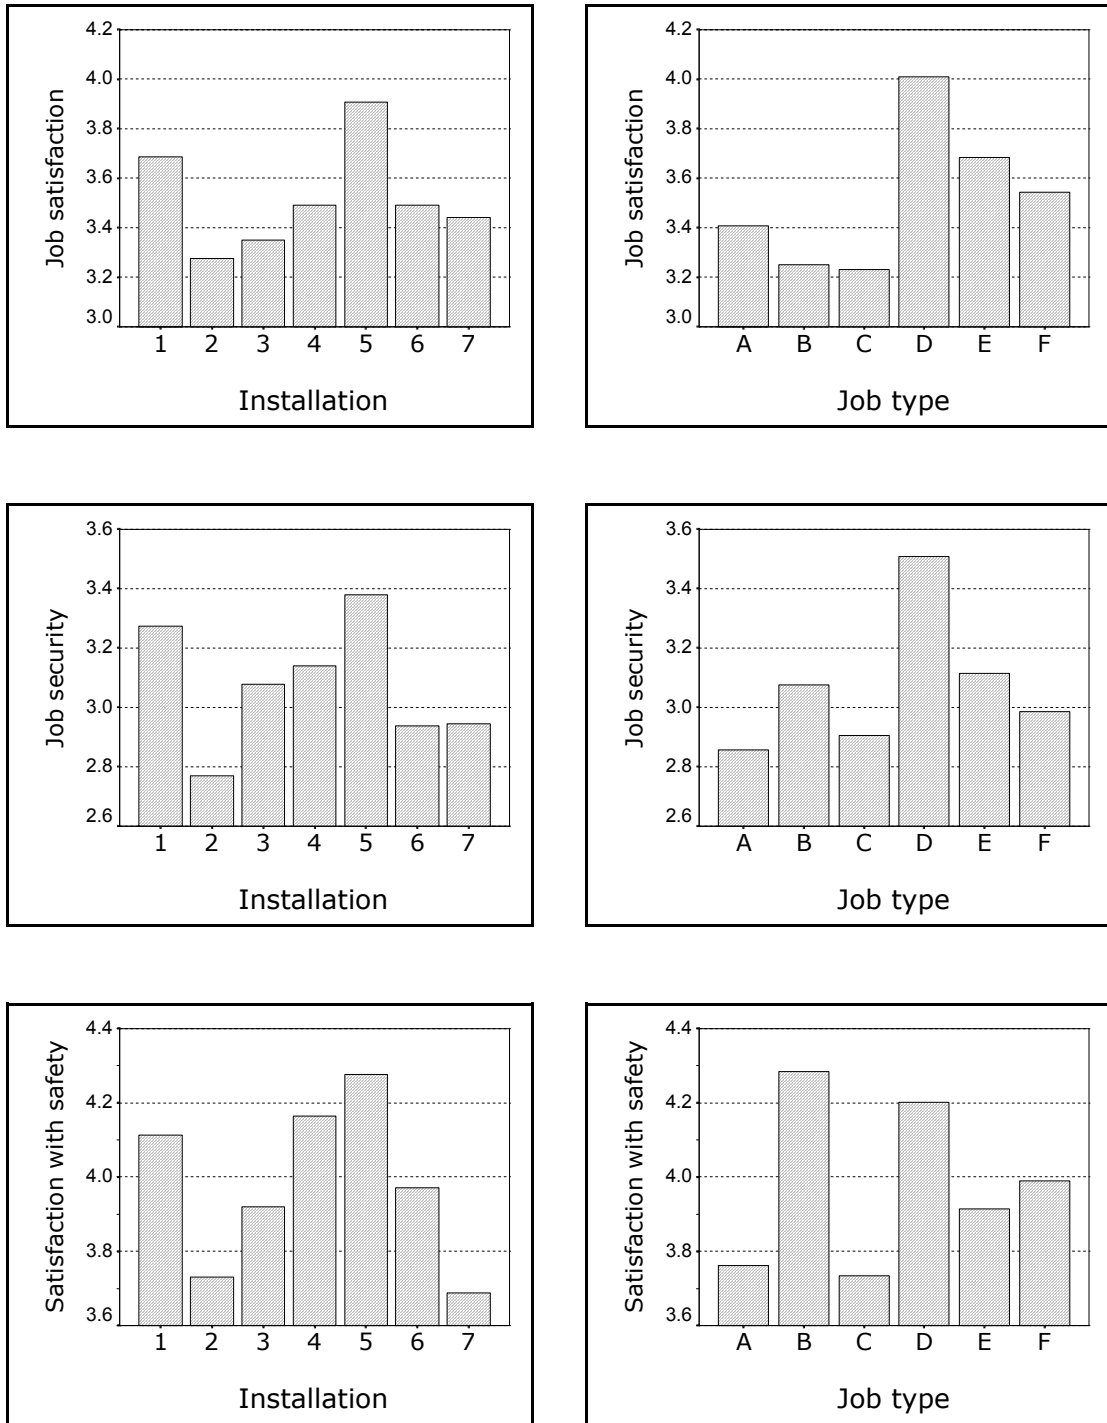 Job satisfaction
4.2
4.0
3.8
3.6
3.4
3.2
3.0
1 2 3 4 5 6 7
Installation
Job satisfaction
4.2
4.0
3.8
3.6
3.4
3.2
3.0
A B C D E F
Job type
Job security
3.6
3.4
3.2
3.0
2.8
2.6
1 2 3 4 5 6 7
Installation
Job security
3.6
3.4
3.2
3.0
2.8
2.6
A B C D E F
Job type
Satisfaction with safety
4.4
4.2
4.0
3.8
3.6
1 2 3 4 5 6 7
Installation
Satisfaction with safety
4.4
4.2
4.0
3.8
3.6
A B C D E F
Job type